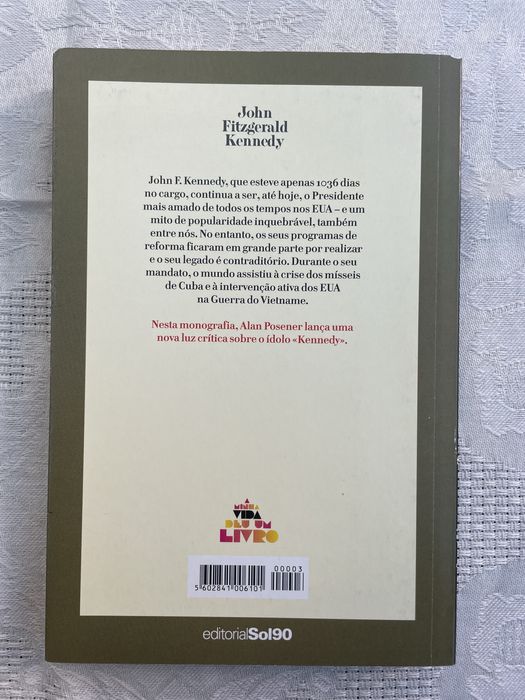 John
Fitzgerald
Kennedy
John F. Kennedy, que esteve apenas 1036 dias
no cargo, continua a ser, até hoje, o Presidente
mais amado de todos os tempos nos EUA – e um
mito de popularidade inquebrável, também
entre nós. No entanto, os seus programas de
reforma ficaram em grande parte por realizar
e o seu legado é contraditório. Durante o seu
mandato, o mundo assistiu à crise dos mísseis
de Cuba e à intervenção ativa dos EUA
na Guerra do Vietname.
Nesta monografia, Alan Posener lança uma
nova luz crítica sobre o ídolo «Kennedy».
A
MINHA
VIDA
DEU UM
LIVRO
00003
5 602841 006101
editorialSol90